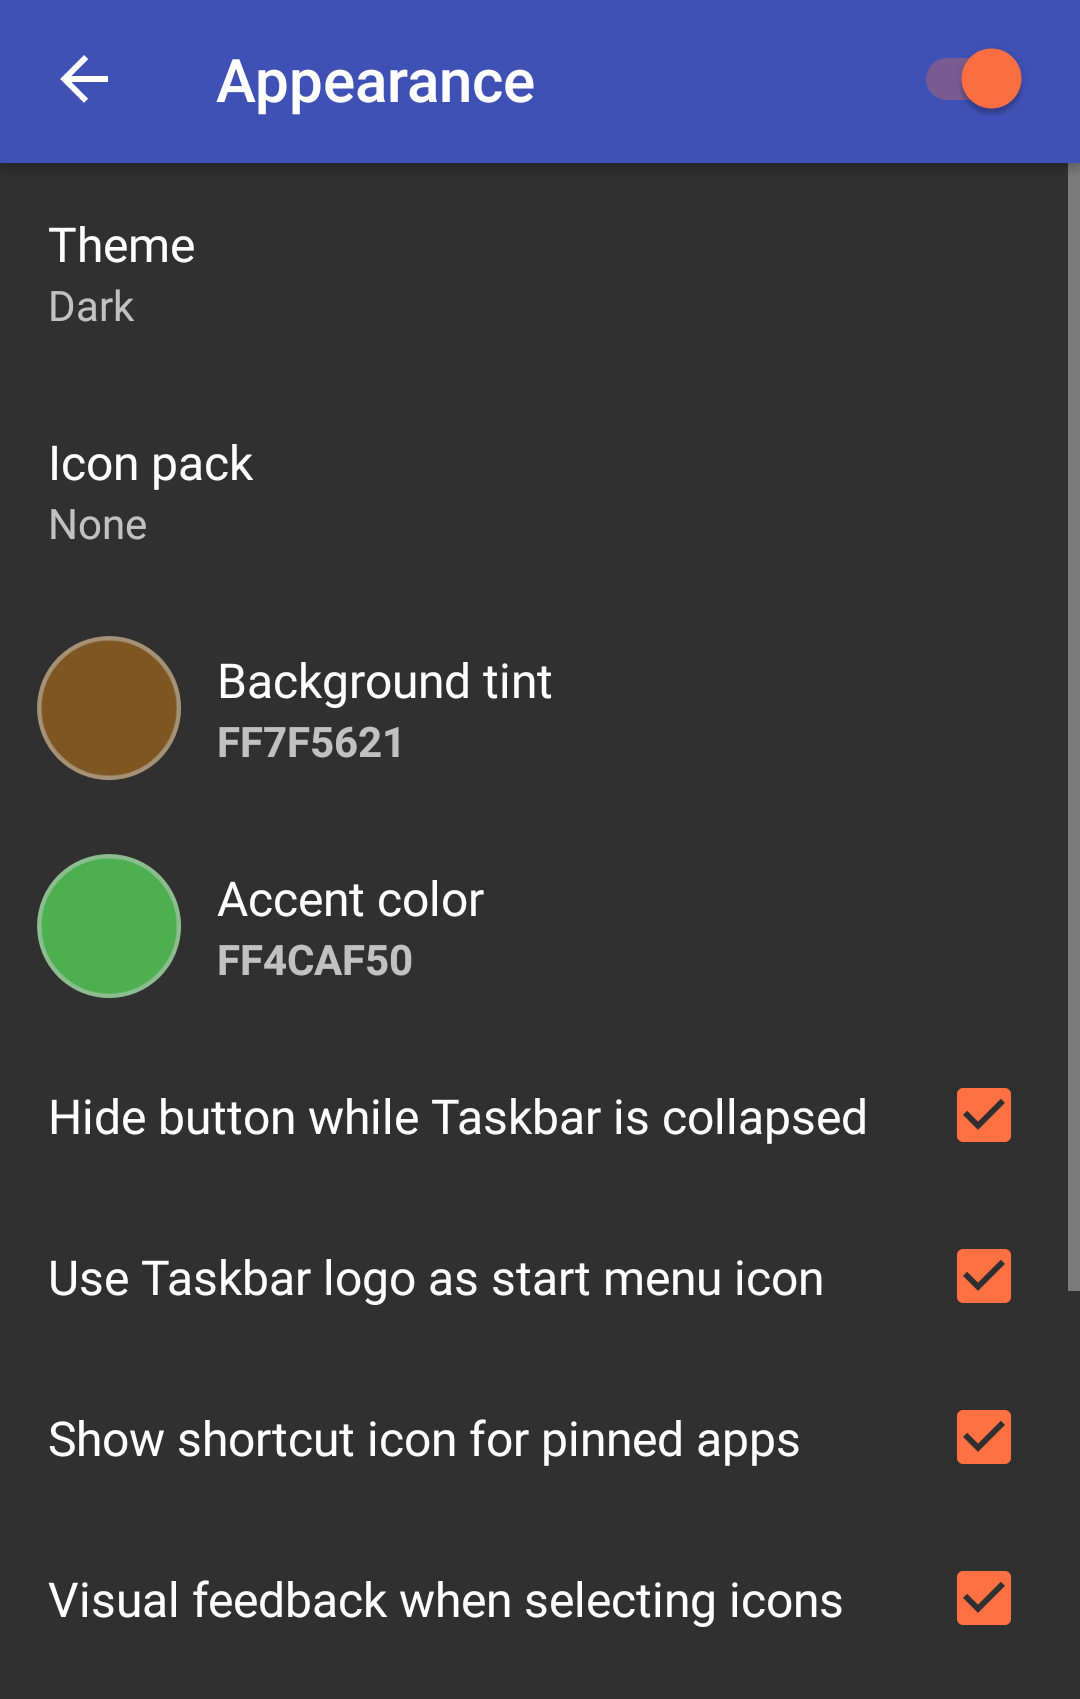 Appearance
Theme
Dark
Icon pack
None
Background tint
FF7F5621
Accent color
FF4CAF50
Hide button while Taskbar is collapsed
Use Taskbar logo as start menu icon
Show shortcut icon for pinned apps
Visual feedback when selecting icons